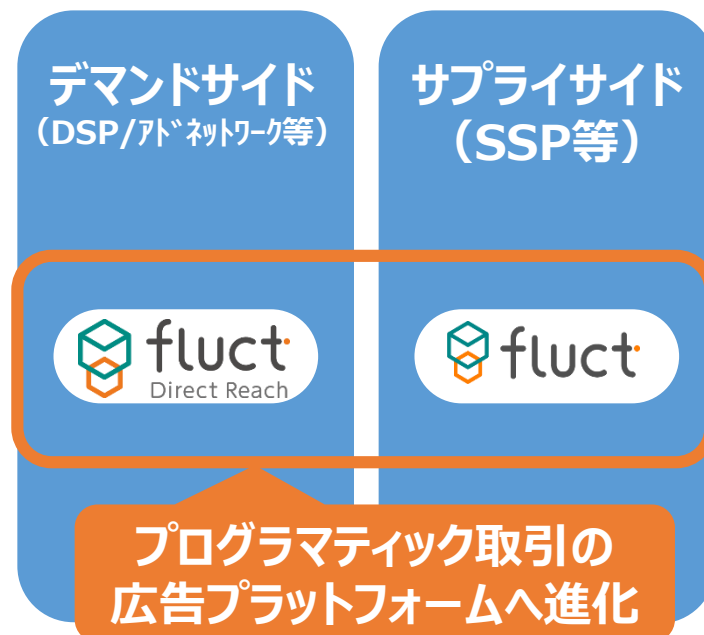 デマンドサイド
（DSP/ｱﾄﾞﾈｯﾄﾜｰｸ等）
fluct
Direct Reach
サプライサイド
（SSP等）
fluct
プログラマティック取引の
広告プラットフォームへ進化